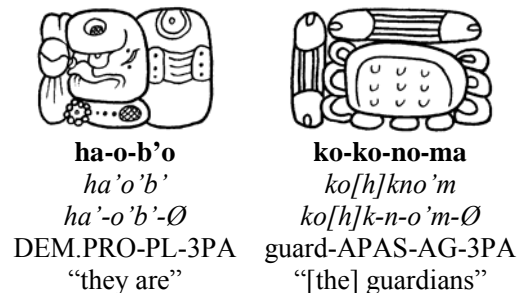 ha-o-b’o ko-ko-no-ma
ha’o’b’ ko[h]kno’m
ha’-o’b’-Ø ko[h]k-n-o’m-Ø
DEM.PRO-PL-3PA guard-APAS-AG-3PA
“they are” “[the] guardians”